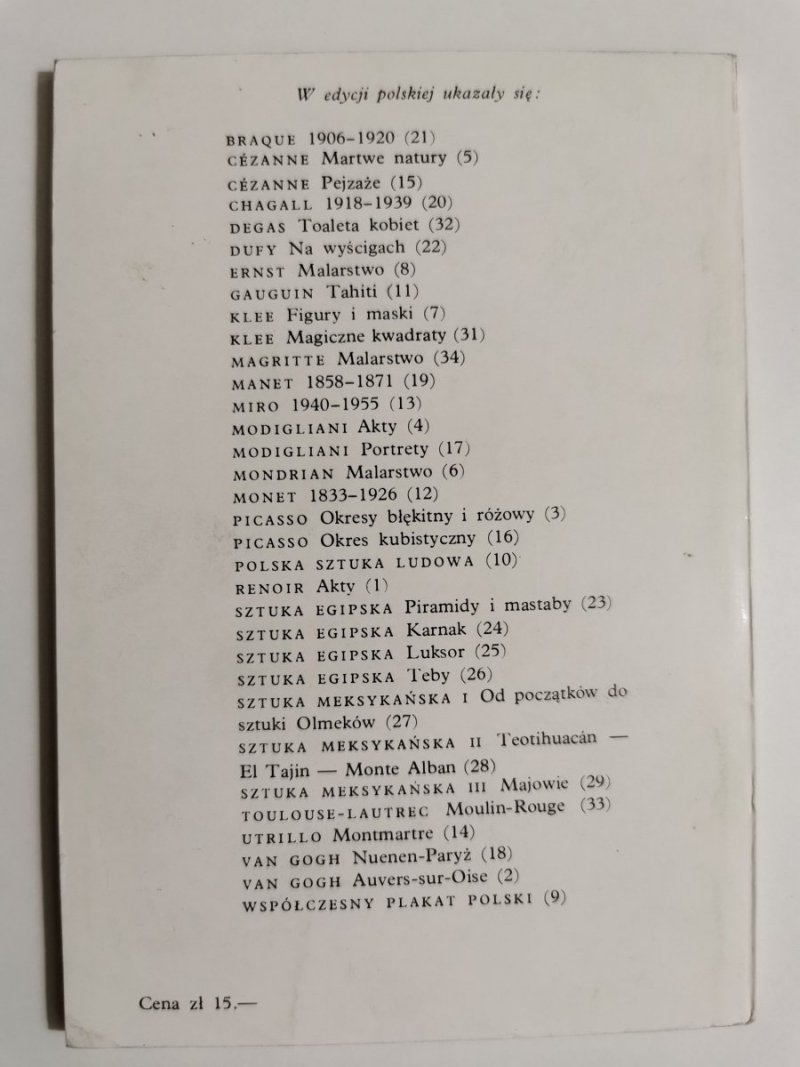 W edycji polskiej ukazały się:
BRAQUE 1906–1920 (21)
CÉZANNE Martwe natury (5)
CÉZANNE Pejzaże (15)
CHAGALL 1918–1939 (20)
DEGAS Toaleta kobiet (32)
DUFY Na wyścigach (22)
ERNST Malarstwo (8)
GAUGUIN Tahiti (11)
KLEE Figury i maski (7)
KLEE Magiczne kwadraty (31)
MAGRITTE Malarstwo (34)
MANET 1858–1871 (19)
MIRO 1940–1955 (13)
MODIGLIANI Akty (4)
MODIGLIANI Portrety (17)
MONDRIAN Malarstwo (6)
MONET 1833–1926 (12)
PICASSO Okresy błękitny i różowy (3)
PICASSO Okres kubistyczny (16)
POLSKA SZTUKA LUDOWA (10)
RENOIR Akty (1)
SZTUKA EGIPSKA Piramidy i mastaby (23)
SZTUKA EGIPSKA Karnak (24)
SZTUKA EGIPSKA Luksor (25)
SZTUKA EGIPSKA Teby (26)
SZTUKA MEKSYKAŃSKA I Od początków do
sztuki Olmeków (27)
SZTUKA MEKSYKAŃSKA II Teotihuacán —
El Tajin — Monte Alban (28)
SZTUKA MEKSYKAŃSKA III Majowie (29)
TOULOUSE-LAUTREC Moulin-Rouge (33)
UTRILLO Montmartre (14)
VAN GOGH Nuenen-Paryż (18)
VAN GOGH Auvers-sur-Oise (2)
WSPÓŁCZESNY PLAKAT POLSKI (9)
Cena zł 15.—